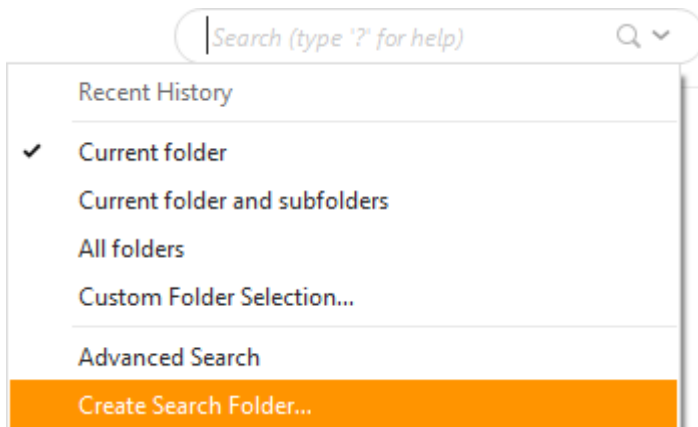 Search (type '?' for help)
Recent History
Current folder
Current folder and subfolders
All folders
Custom Folder Selection...
Advanced Search
Create Search Folder...